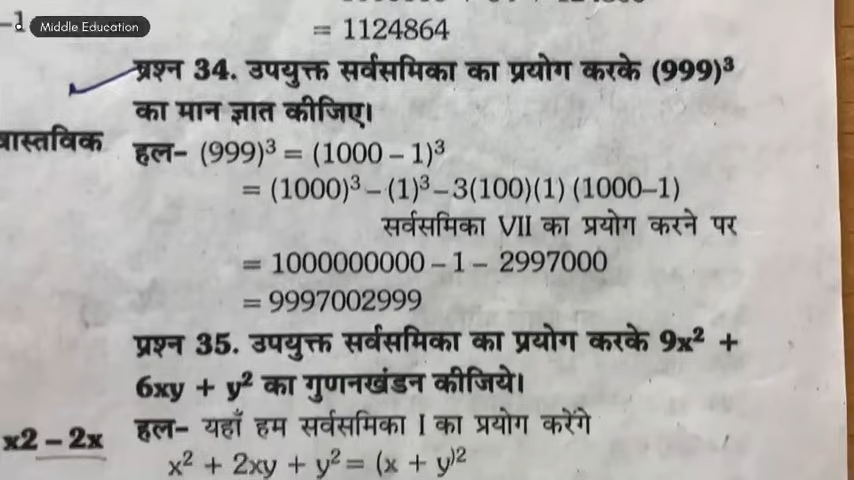 -1
Middle Education
= 1124864
प्रश्न 34. उपयुक्त सर्वसमिका का प्रयोग करके (999)³
का मान ज्ञात कीजिए।
वास्तविक
हल– (999)³ = (1000 – 1)³
= (1000)³ – (1)³ – 3(100)(1) (1000–1)
सर्वसमिका VII का प्रयोग करने पर
= 1000000000 – 1 – 2997000
= 9997002999
प्रश्न 35. उपयुक्त सर्वसमिका का प्रयोग करके 9x² +
6xy + y² का गुणनखंडन कीजिये।
हल– यहाँ हम सर्वसमिका I का प्रयोग करेंगे
x2 – 2x
x² + 2xy + y² = (x + y)²